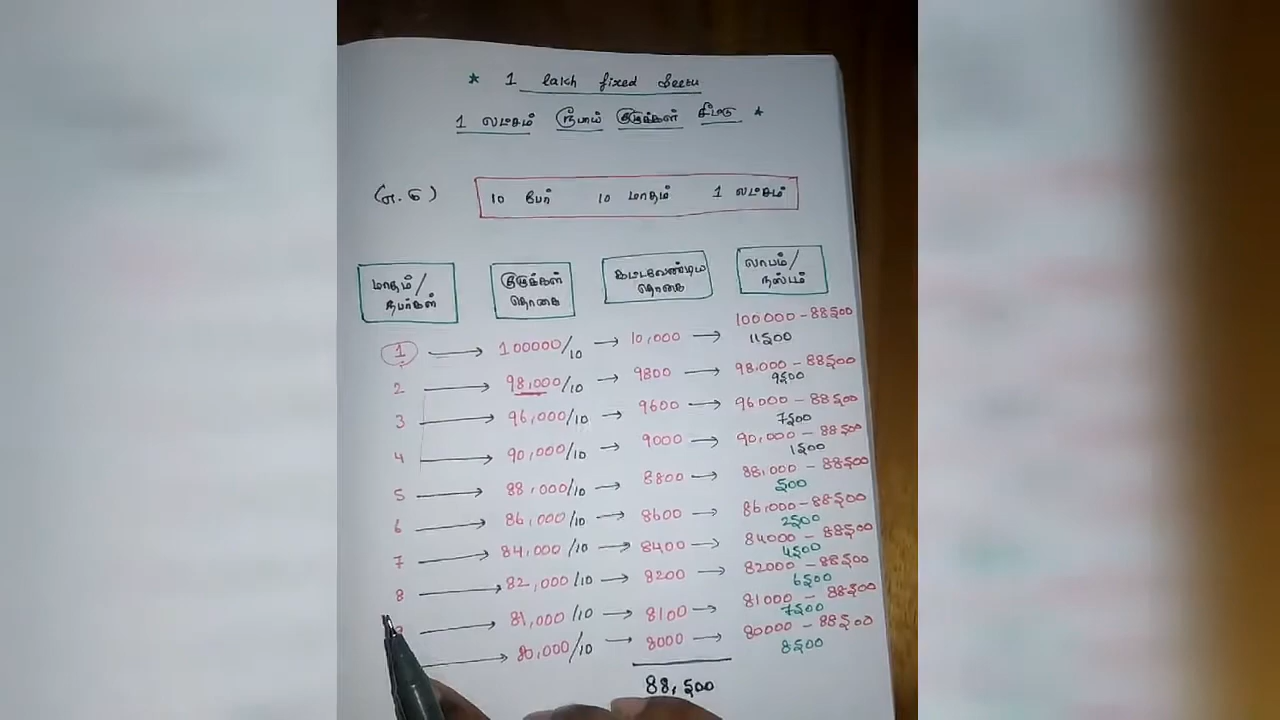 * 1 lakh fixed seetu
1 லட்சம் ரூபாய் குலுக்கள் சீட்டு *
(எ.டு) 10 பேர் 10 மாதம் 1 லட்சம்
மாதம்/ நபர்கள்
குலுக்கள் தொகை
கட்டவேண்டிய தொகை
லாபம்/ நஸ்டம்
1 → 100000/10 → 10,000 → 100000 - 88500
11500
2 → 98,000/10 → 9800 → 98,000 - 88500
9500
3 → 96,000/10 → 9600 → 96000 - 88500
7500
4 → 90,000/10 → 9000 → 90,000 - 88500
1500
5 → 88,000/10 → 8800 → 88,000 - 88500
500
6 → 86,000/10 → 8600 → 86,000 - 88500
2500
7 → 84,000/10 → 8400 → 84000 - 88500
4500
8 → 82,000/10 → 8200 → 82000 - 88500
6500
→ 81,000/10 → 8100 → 81000 - 88500
7500
→ 80,000/10 → 8000 → 80000 - 88500
8500
88,500